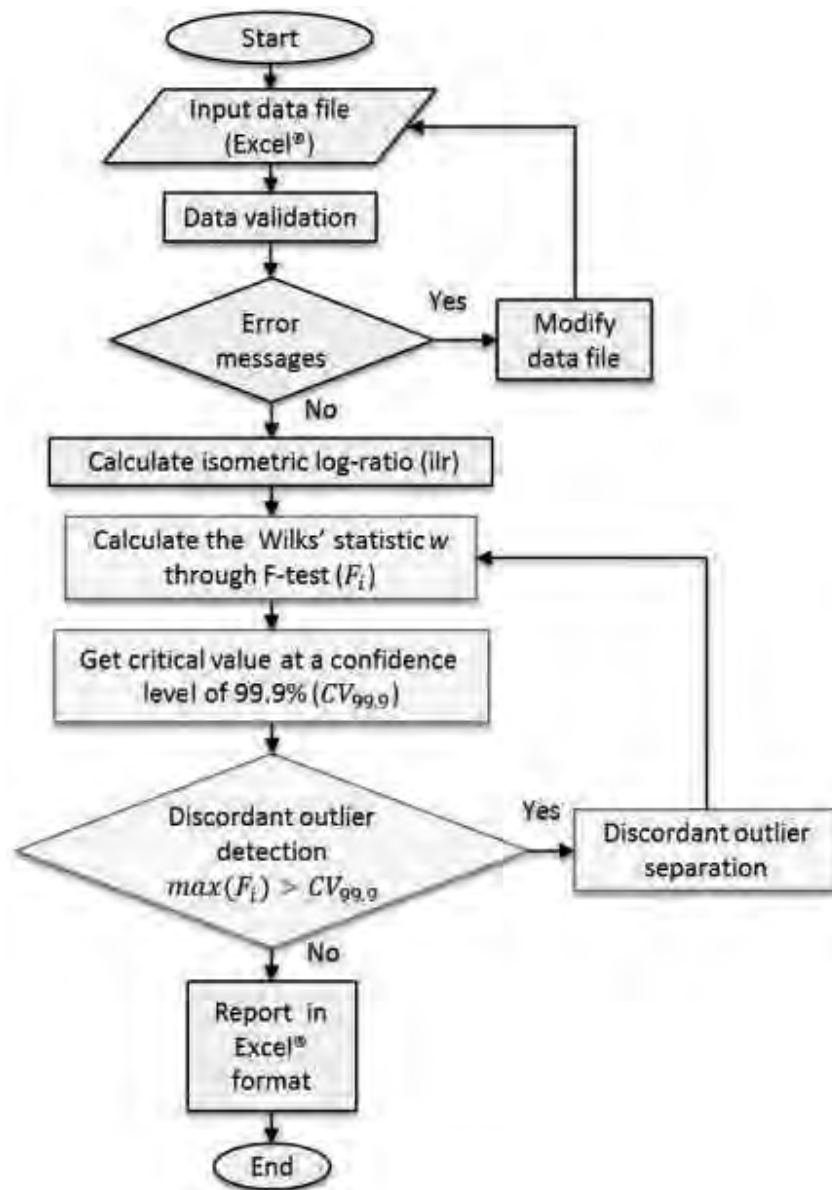 Start
Input data file
(Excel®)
Data validation
Error
messages
Yes
Modify
data file
No
Calculate isometric log-ratio (ilr)
Calculate the Wilks' statistic w
through F-test (Fᵢ)
Get critical value at a confidence
level of 99.9% (CV₉₉.₉)
Discordant outlier
detection
max(Fᵢ) > CV₉₉.₉
Yes
Discordant outlier
separation
No
Report in
Excel®
format
End